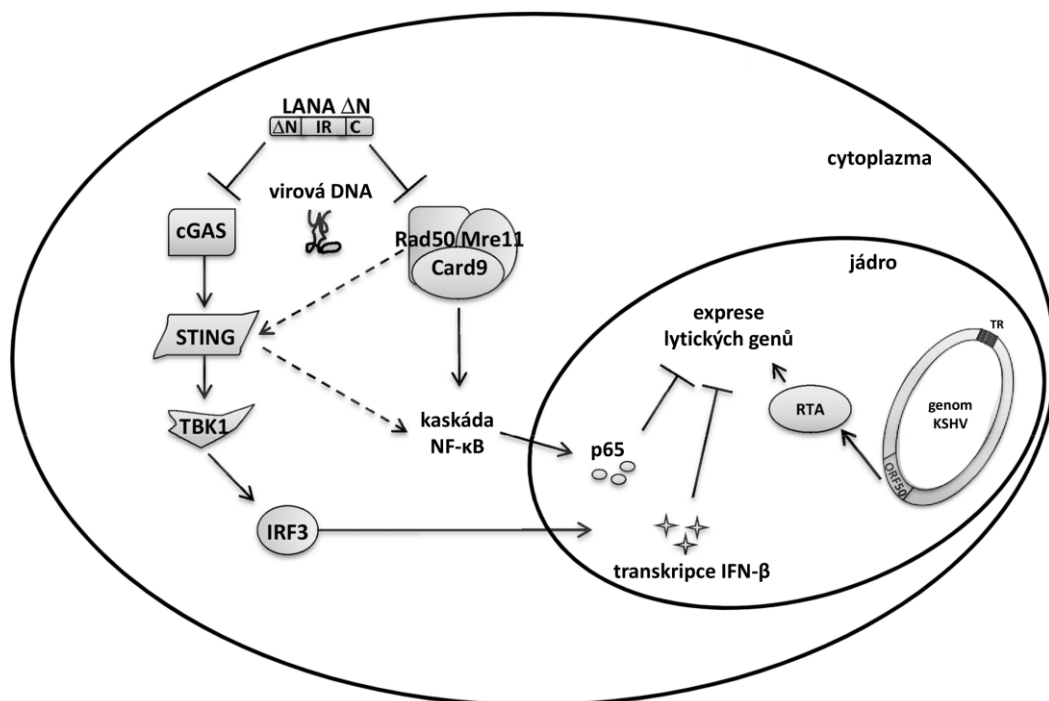 LANA ΔN
ΔN IR C
cytoplazma
virová DNA
cGAS
Rad50 Mre11
Card9
jádro
STING
exprese
lytických genů
TR
TBK1
RTA
genom
KSHV
kaskáda
NF-κB
p65
ORF50
IRF3
transkripce IFN-β